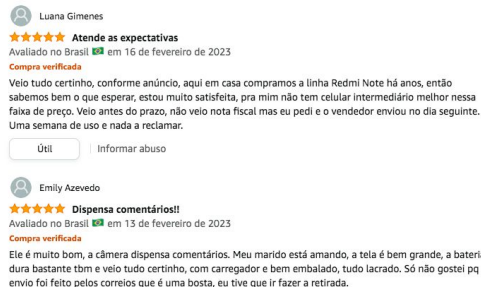 Luana Gimenes
Atende as expectativas
Avaliado no Brasil em 16 de fevereiro de 2023
Compra verificada
Veio tudo certinho, conforme anúncio, aqui em casa compramos a linha Redmi Note há anos, então
sabemos bem o que esperar, estou muito satisfeita, pra mim não tem celular intermediário melhor nessa
faixa de preço. Veio antes do prazo, não veio nota fiscal mas eu pedi e o vendedor enviou no dia seguinte.
Uma semana de uso e nada a reclamar.
Útil | Informar abuso
Emily Azevedo
Dispensa comentários!!
Avaliado no Brasil em 13 de fevereiro de 2023
Compra verificada
Ele é muito bom, a câmera dispensa comentários. Meu marido está amando, a tela é bem grande, a bateri
dura bastante tbm e veio tudo certinho, com carregador e bem embalado, tudo lacrado. Só não gostei pq
envio foi feito pelos correios que é uma bosta, eu tive que ir fazer a retirada.